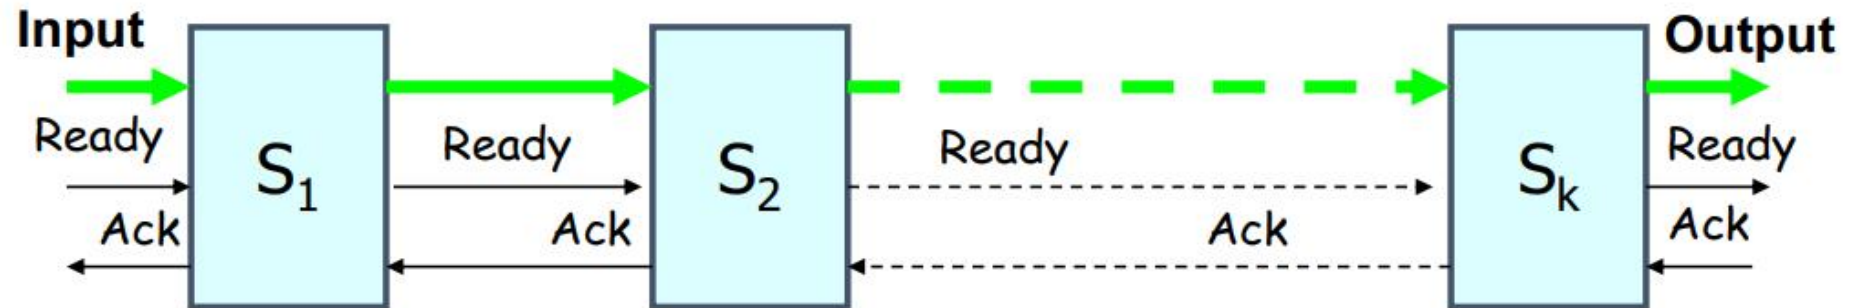 Input
Output
Ready
Ready
Ready
Ready
S₁
S₂
Sₖ
Ack
Ack
Ack
Ack